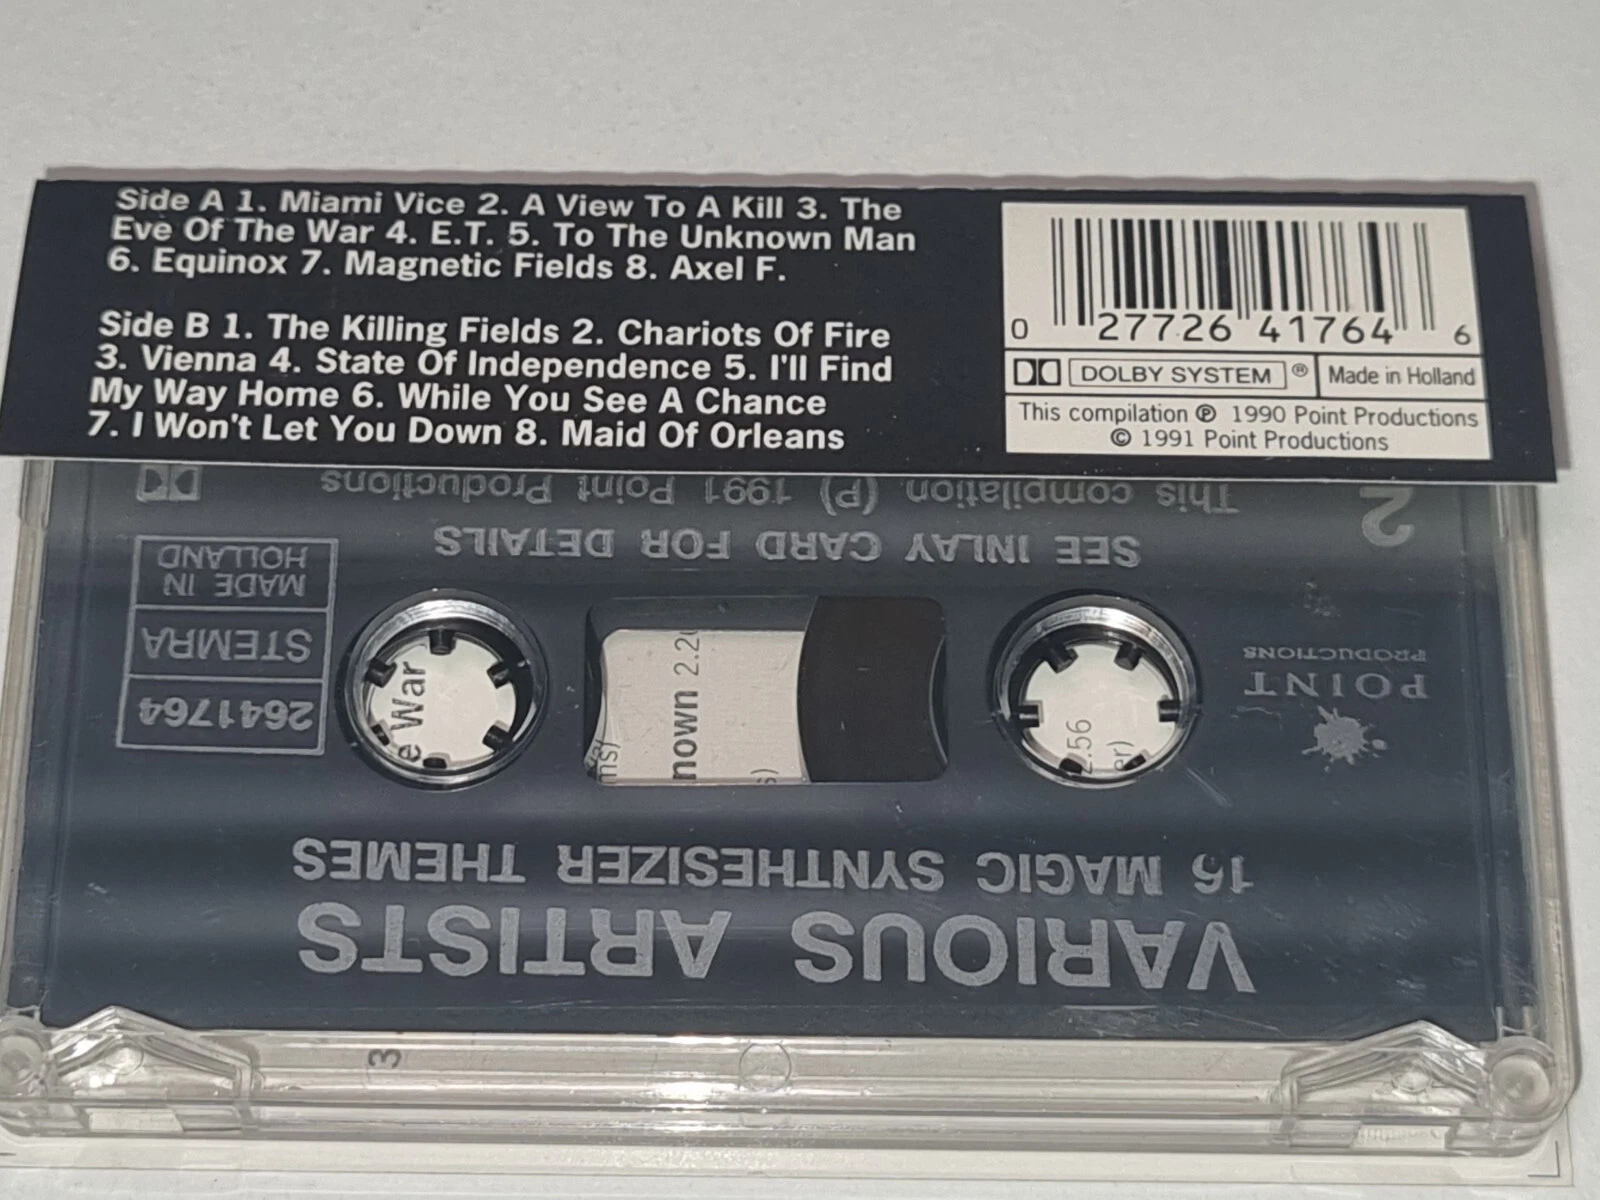 Side A 1. Miami Vice 2. A View To A Kill 3. The
Eve Of The War 4. E.T. 5. To The Unknown Man
6. Equinox 7. Magnetic Fields 8. Axel F.
Side B 1. The Killing Fields 2. Chariots Of Fire
3. Vienna 4. State Of Independence 5. I'll Find
My Way Home 6. While You See A Chance
7. I Won't Let You Down 8. Maid Of Orleans
0 27726 41764 6
DOLBY SYSTEM ®
Made in Holland
This compilation ℗ 1990 Point Productions
© 1991 Point Productions
VARIOUS ARTISTS
16 MAGIC SYNTHESIZER THEMES
POINT
PRODUCTIONS
2641764
STEMRA
MADE IN
HOLLAND
e War
nown 2.2
ms)
s)
2.56
er)
SEE INLAY CARD FOR DETAILS
This compilation (P) 1991 Point Productions
2
3